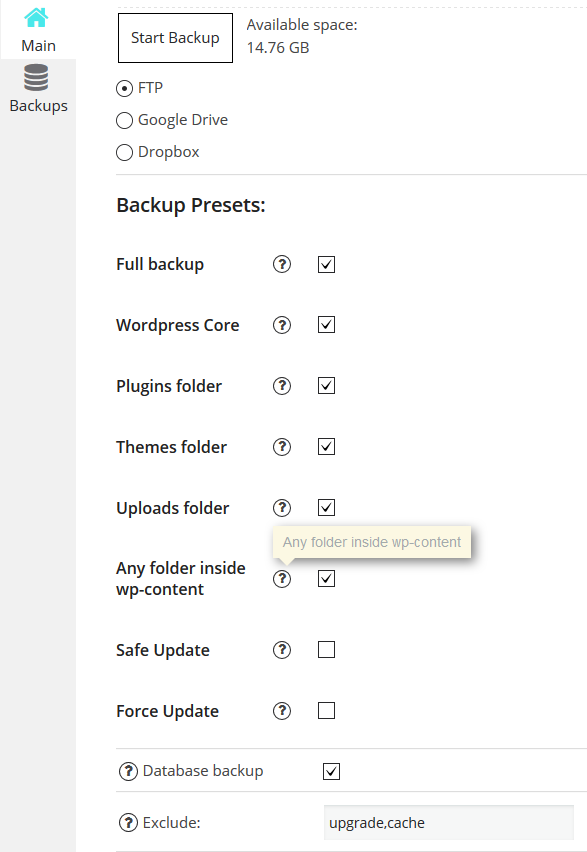 Main
Backups
Start Backup
Available space:
14.76 GB
FTP
Google Drive
Dropbox
Backup Presets:
Full backup ?
Wordpress Core ?
Plugins folder ?
Themes folder ?
Uploads folder ?
Any folder inside wp-content
Any folder inside
wp-content ?
Safe Update ?
Force Update ?
? Database backup
? Exclude: upgrade,cache